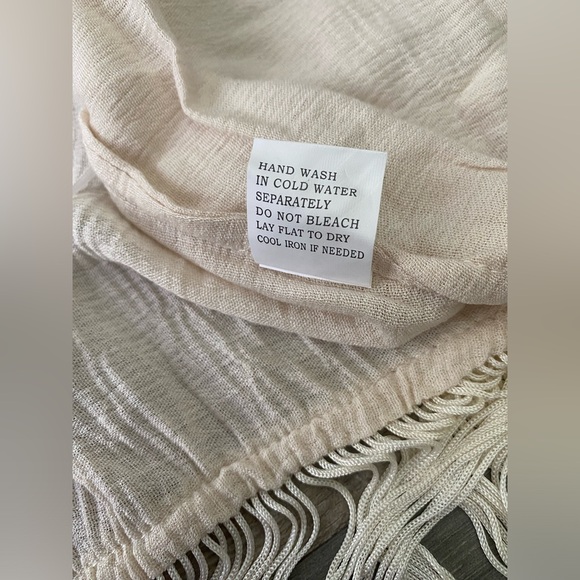 HAND WASH
IN COLD WATER
SEPARATELY
DO NOT BLEACH
LAY FLAT TO DRY
COOL IRON IF NEEDED